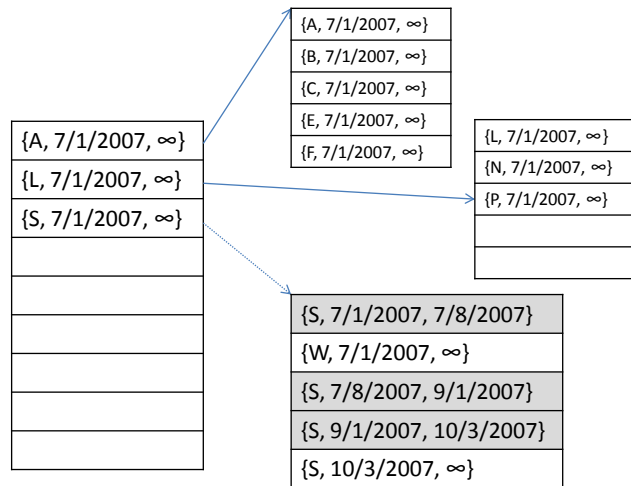 {A, 7/1/2007, ∞}
{B, 7/1/2007, ∞}
{C, 7/1/2007, ∞}
{E, 7/1/2007, ∞}
{F, 7/1/2007, ∞}
{A, 7/1/2007, ∞}
{L, 7/1/2007, ∞}
{S, 7/1/2007, ∞}
{L, 7/1/2007, ∞}
{N, 7/1/2007, ∞}
{P, 7/1/2007, ∞}
{S, 7/1/2007, 7/8/2007}
{W, 7/1/2007, ∞}
{S, 7/8/2007, 9/1/2007}
{S, 9/1/2007, 10/3/2007}
{S, 10/3/2007, ∞}